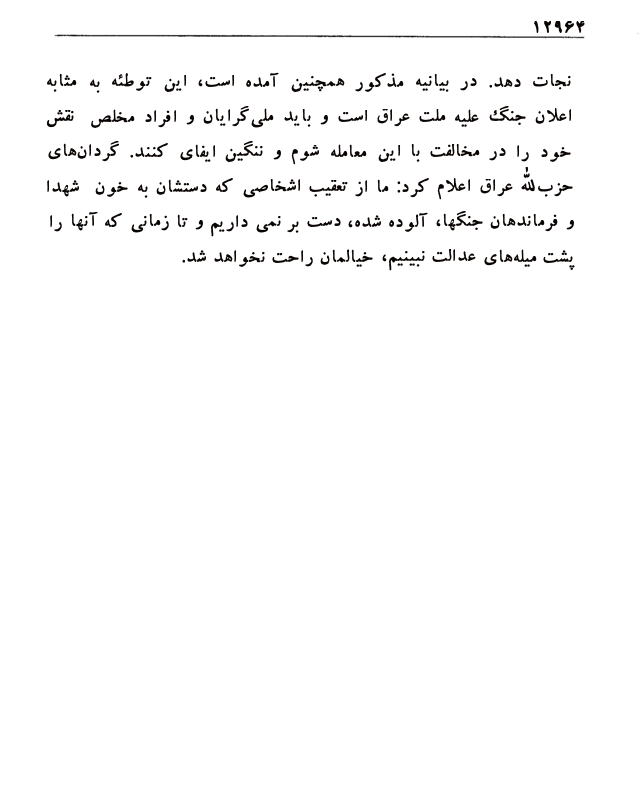 ۱۲۹۶۴
نجات دهد. در بیانیه مذکور همچنین آمده است، این توطئه به مثابه
اعلان جنگ علیه ملت عراق است و باید ملی‌گرایان و افراد مخلص نقش
خود را در مخالفت با این معامله شوم و ننگین ایفای کنند. گردان‌های
حزب‌الله عراق اعلام کرد: ما از تعقیب اشخاصی که دستشان به خون شهدا
و فرماندهان جنگها، آلوده شده، دست بر نمی داریم و تا زمانی که آنها را
پشت میله‌های عدالت نبینیم، خیالمان راحت نخواهد شد.